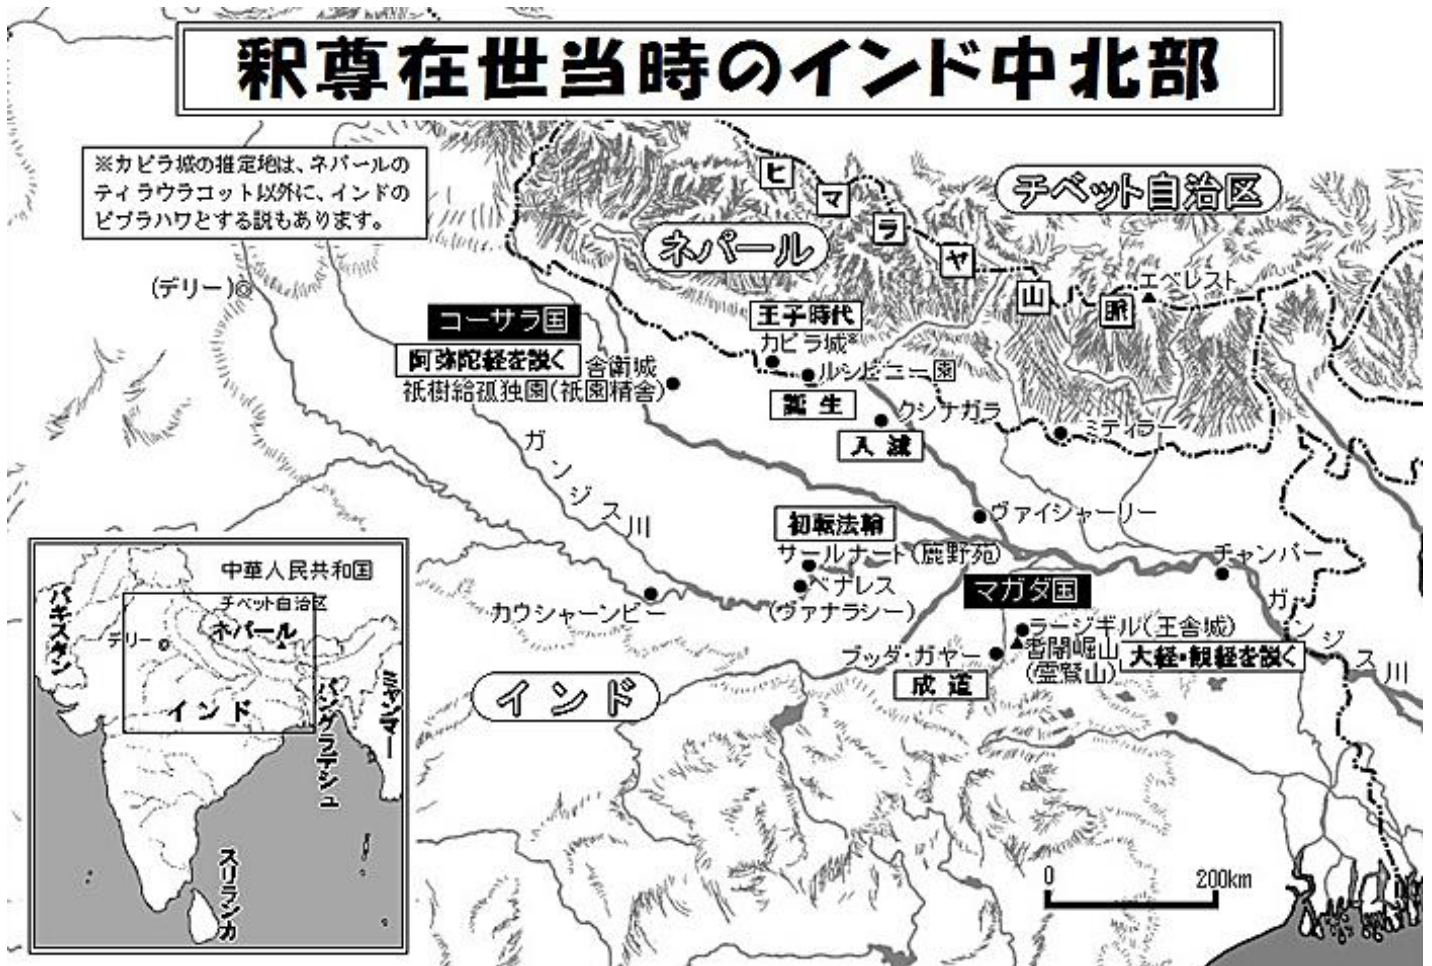 釈尊在世当時のインド中北部
※カピラ城の推定地は、ネパールの
ティラウラコット以外に、インドの
ピプラハワとする説もあります。
ヒマラヤ山脈
チベット自治区
ネパール
エベレスト
(デリー)
コーサラ国
王子時代
カピラ城※
阿弥陀経を説く
舎衛城
祇樹給孤独園(祇園精舎)
ルンビニー園
誕生
クシナガラ
入滅
ミティラー
ガンジス川
ヴァイシャーリー
初転法輪
サールナート(鹿野苑)
ベナレス
(ヴァナラシー)
チャンパー
カウシャーンビー
マガダ国
ラージギル(王舎城)
耆闍崛山
(霊鷲山)
大経・観経を説く
ブッダ・ガヤー
成道
ガンジス川
インド
0 200km
中華人民共和国
チベット自治区
パキスタン
デリー
ネパール
インド
バングラデシュ
ミャンマー
スリランカ